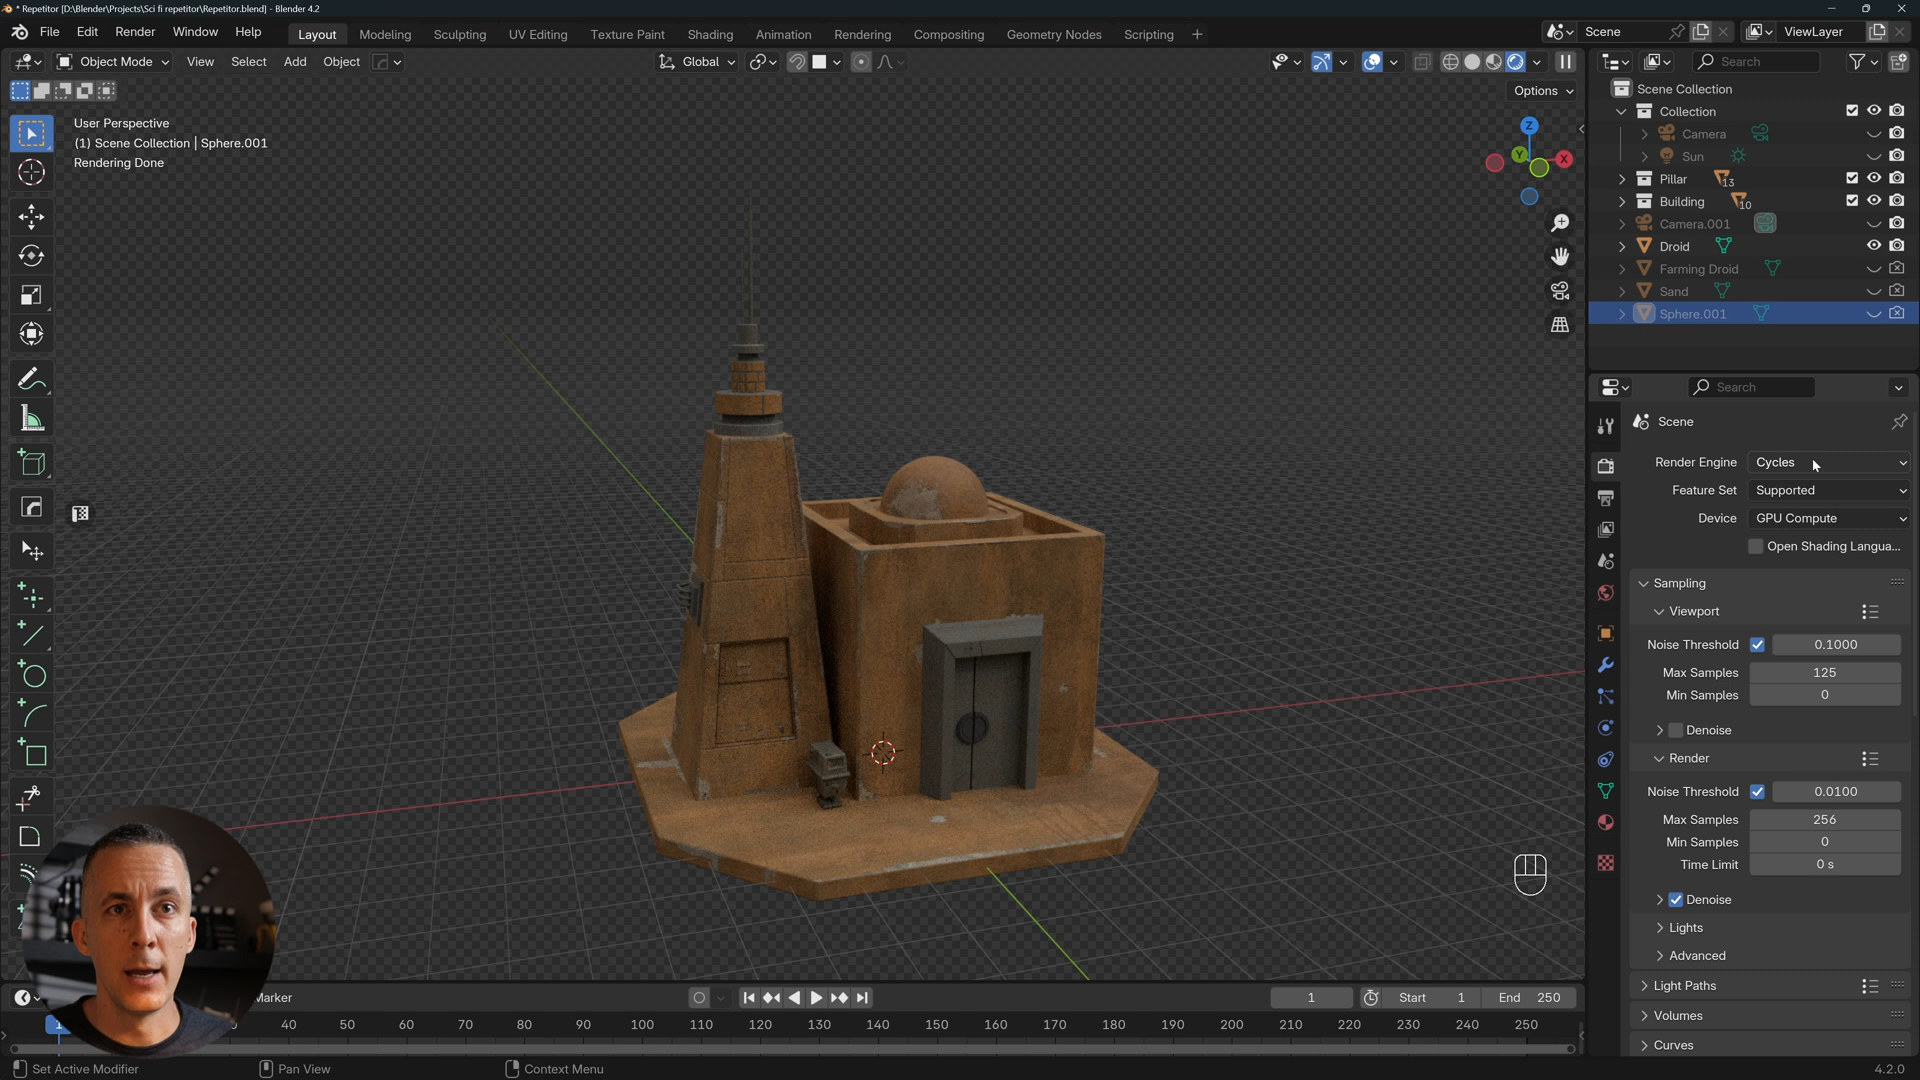 * Repetitor [D:\Blender\Projects\Sci fi repetitor\Repetitor.blend] - Blender 4.2
File Edit Render Window Help Layout Modeling Sculpting UV Editing Texture Paint Shading Animation Rendering Compositing Geometry Nodes Scripting + Scene ViewLayer
Object Mode View Select Add Object Global Search
Options
User Perspective
(1) Scene Collection | Sphere.001
Rendering Done
Z
Y
X
Scene Collection
Collection
Camera
Sun
Pillar 13
Building 10
Camera.001
Droid
Farming Droid
Sand
Sphere.001
Search
Scene
Render Engine Cycles
Feature Set Supported
Device GPU Compute
Open Shading Langua...
Sampling
Viewport
Noise Threshold 0.1000
Max Samples 125
Min Samples 0
Denoise
Render
Noise Threshold 0.0100
Max Samples 256
Min Samples 0
Time Limit 0 s
Denoise
Lights
Advanced
Light Paths
Volumes
Curves
Marker 1 Start 1 End 250
1 40 50 60 70 80 90 100 110 120 130 140 150 160 170 180 190 200 210 220 230 240 250
Set Active Modifier Pan View Context Menu 4.2.0